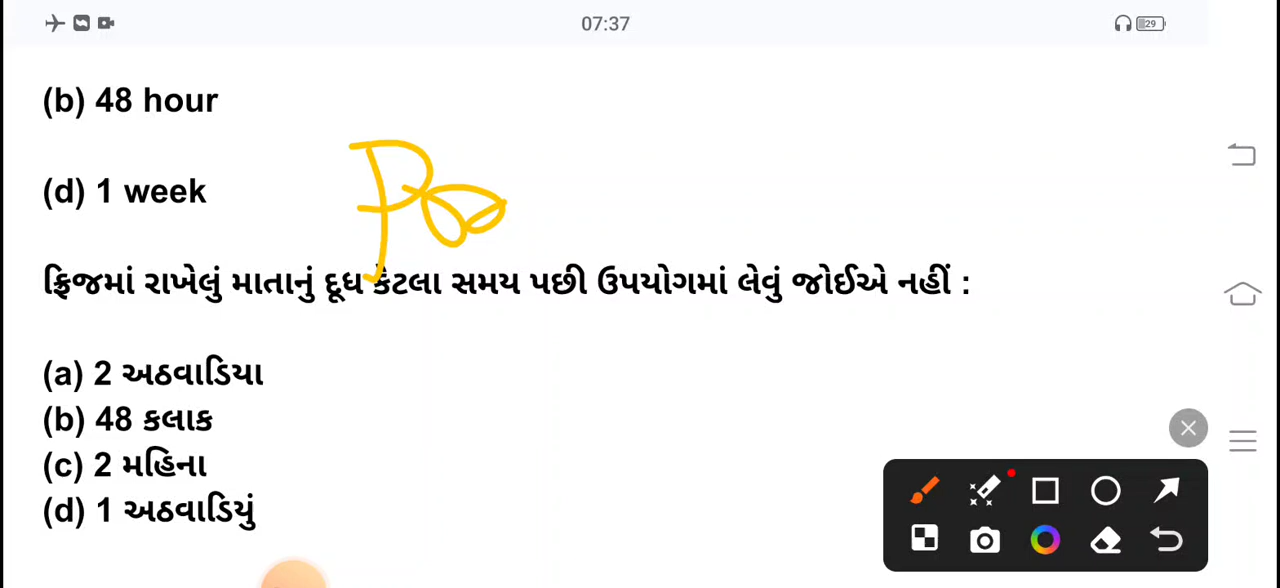 07:37
29
(b) 48 hour
(d) 1 week
ફ્રિજમાં રાખેલું માતાનું દૂધ કેટલા સમય પછી ઉપયોગમાં લેવું જોઈએ નહીં :
(a) 2 અઠવાડિયા
(b) 48 કલાક
(c) 2 મહિના
(d) 1 અઠવાડિયું